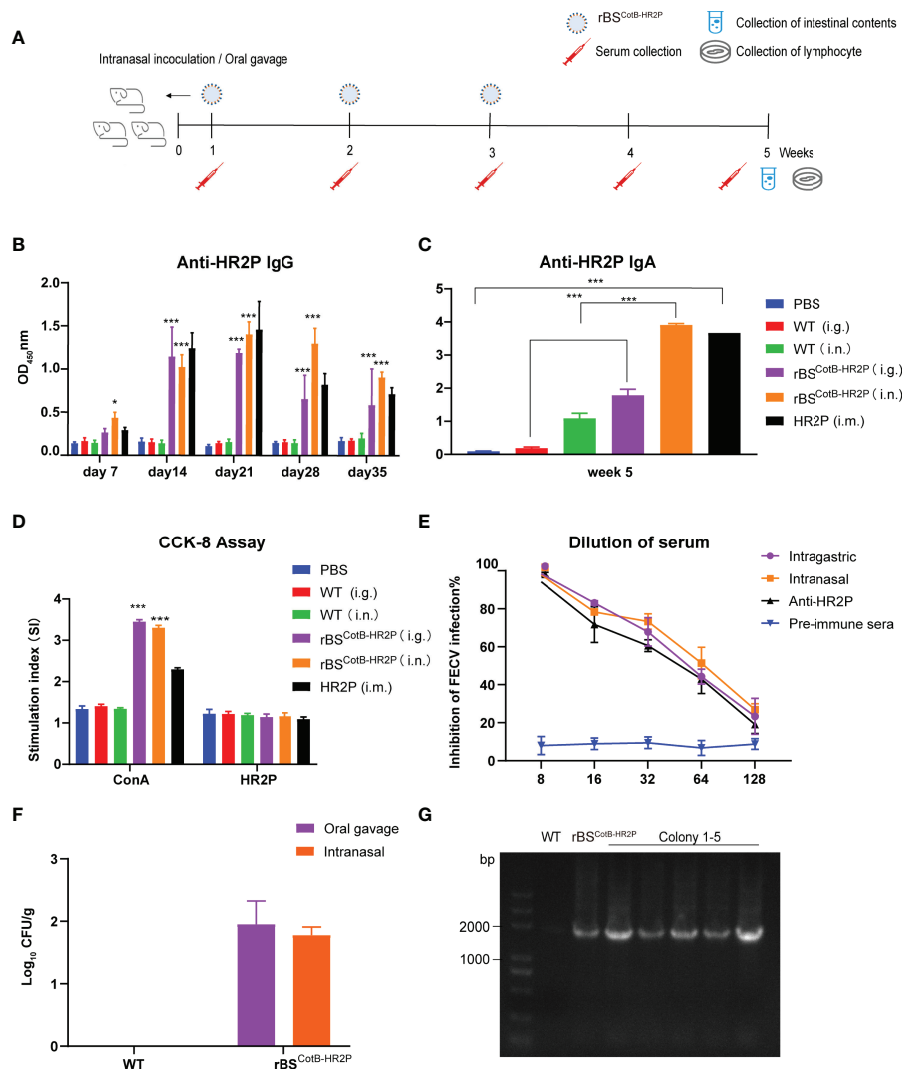 A
rBS^CotB-HR2P
Collection of intestinal contents
Serum collection
Collection of lymphocyte
Intranasal incoculation / Oral gavage
0 1 2 3 4 5 Weeks
B
Anti-HR2P IgG
OD450nm
2.0
1.5
1.0
0.5
0.0
*
***
***
***
***
***
***
***
***
day 7 day14 day21 day28 day35
C
Anti-HR2P IgA
5
4
3
2
1
0
***
***
***
week 5
PBS
WT (i.g.)
WT ( i.n.)
rBS^CotB-HR2P ( i.g.)
rBS^CotB-HR2P ( i.n.)
HR2P (i.m.)
D
CCK-8 Assay
Stimulation index (SI)
4
3
2
1
0
***
***
ConA HR2P
PBS
WT (i.g.)
WT ( i.n.)
rBS^CotB-HR2P ( i.g.)
rBS^CotB-HR2P ( i.n.)
HR2P (i.m.)
E
Dilution of serum
Inhibition of FECV infection%
100
80
60
40
20
0
8 16 32 64 128
Intragastric
Intranasal
Anti-HR2P
Pre-immune sera
F
Oral gavage
Intranasal
Log10 CFU/g
3
2
1
0
WT rBS^CotB-HR2P
G
WT rBS^CotB-HR2P Colony 1-5
bp
2000
1000